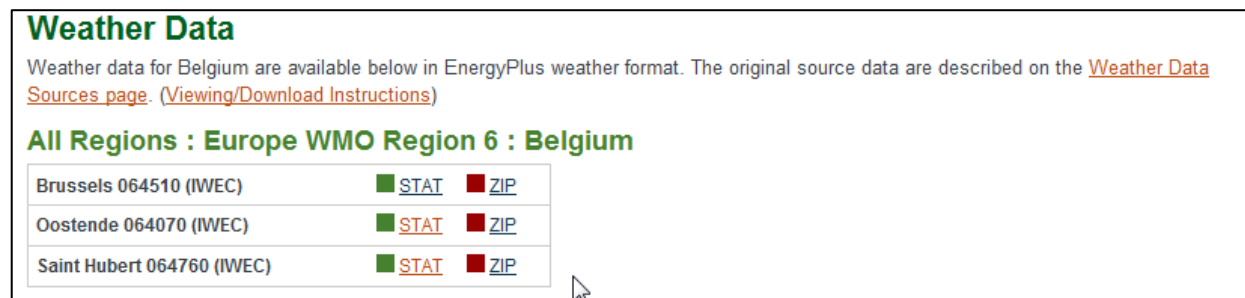 Weather Data
Weather data for Belgium are available below in EnergyPlus weather format. The original source data are described on the Weather Data
Sources page. (Viewing/Download Instructions)
All Regions : Europe WMO Region 6 : Belgium
Brussels 064510 (IWEC) STAT ZIP
Oostende 064070 (IWEC) STAT ZIP
Saint Hubert 064760 (IWEC) STAT ZIP